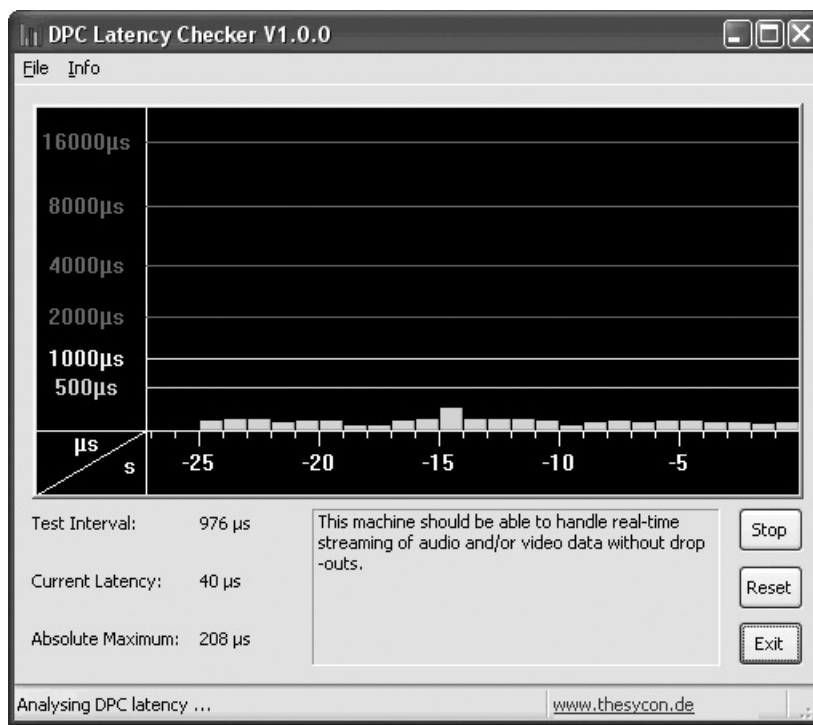 DPC Latency Checker V1.0.0
File Info
16000µs
8000µs
4000µs
2000µs
1000µs
500µs
µs
s
-25 -20 -15 -10 -5
Test Interval: 976 µs
Current Latency: 40 µs
Absolute Maximum: 208 µs
This machine should be able to handle real-time
streaming of audio and/or video data without drop
-outs.
Stop
Reset
Exit
Analysing DPC latency ...
www.thesycon.de